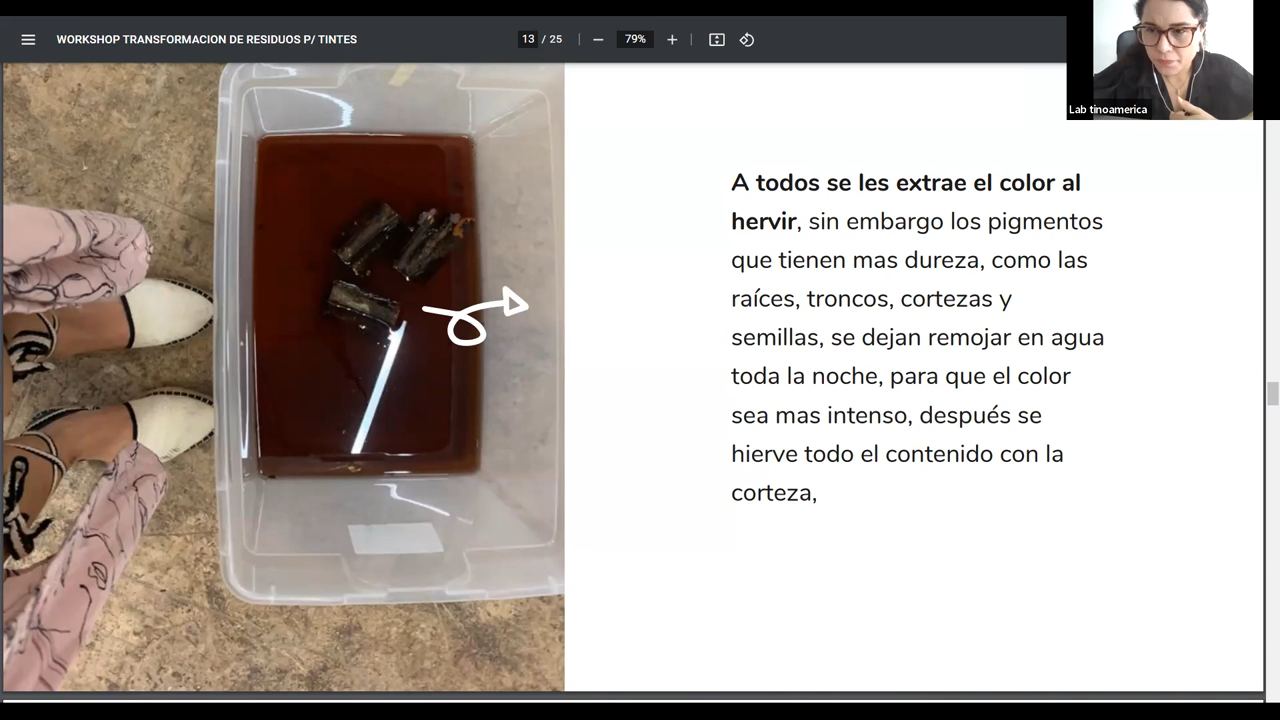 WORKSHOP TRANSFORMACION DE RESIDUOS P/ TINTES
13 / 25
79%
Lab tinoamerica
A todos se les extrae el color al
hervir, sin embargo los pigmentos
que tienen mas dureza, como las
raíces, troncos, cortezas y
semillas, se dejan remojar en agua
toda la noche, para que el color
sea mas intenso, después se
hierve todo el contenido con la
corteza,